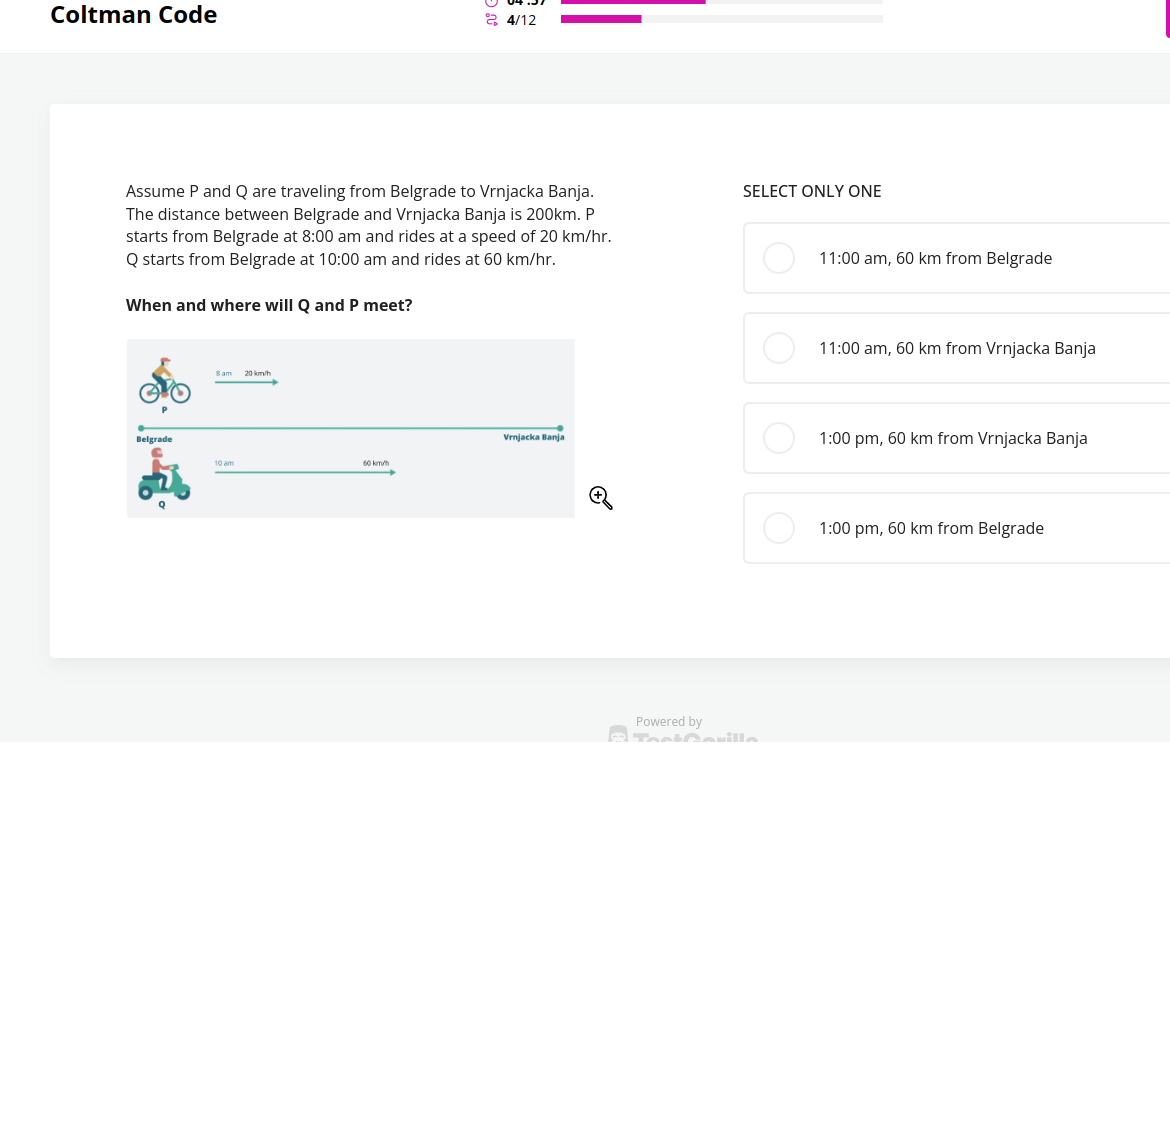 Coltman Code
04 :57
4/12
Assume P and Q are traveling from Belgrade to Vrnjacka Banja.
The distance between Belgrade and Vrnjacka Banja is 200km. P
starts from Belgrade at 8:00 am and rides at a speed of 20 km/hr.
Q starts from Belgrade at 10:00 am and rides at 60 km/hr.
When and where will Q and P meet?
8 am 20 km/h
P
Belgrade
Vrnjacka Banja
10 am 60 km/h
Q
SELECT ONLY ONE
11:00 am, 60 km from Belgrade
11:00 am, 60 km from Vrnjacka Banja
1:00 pm, 60 km from Vrnjacka Banja
1:00 pm, 60 km from Belgrade
Powered by
TestGorilla